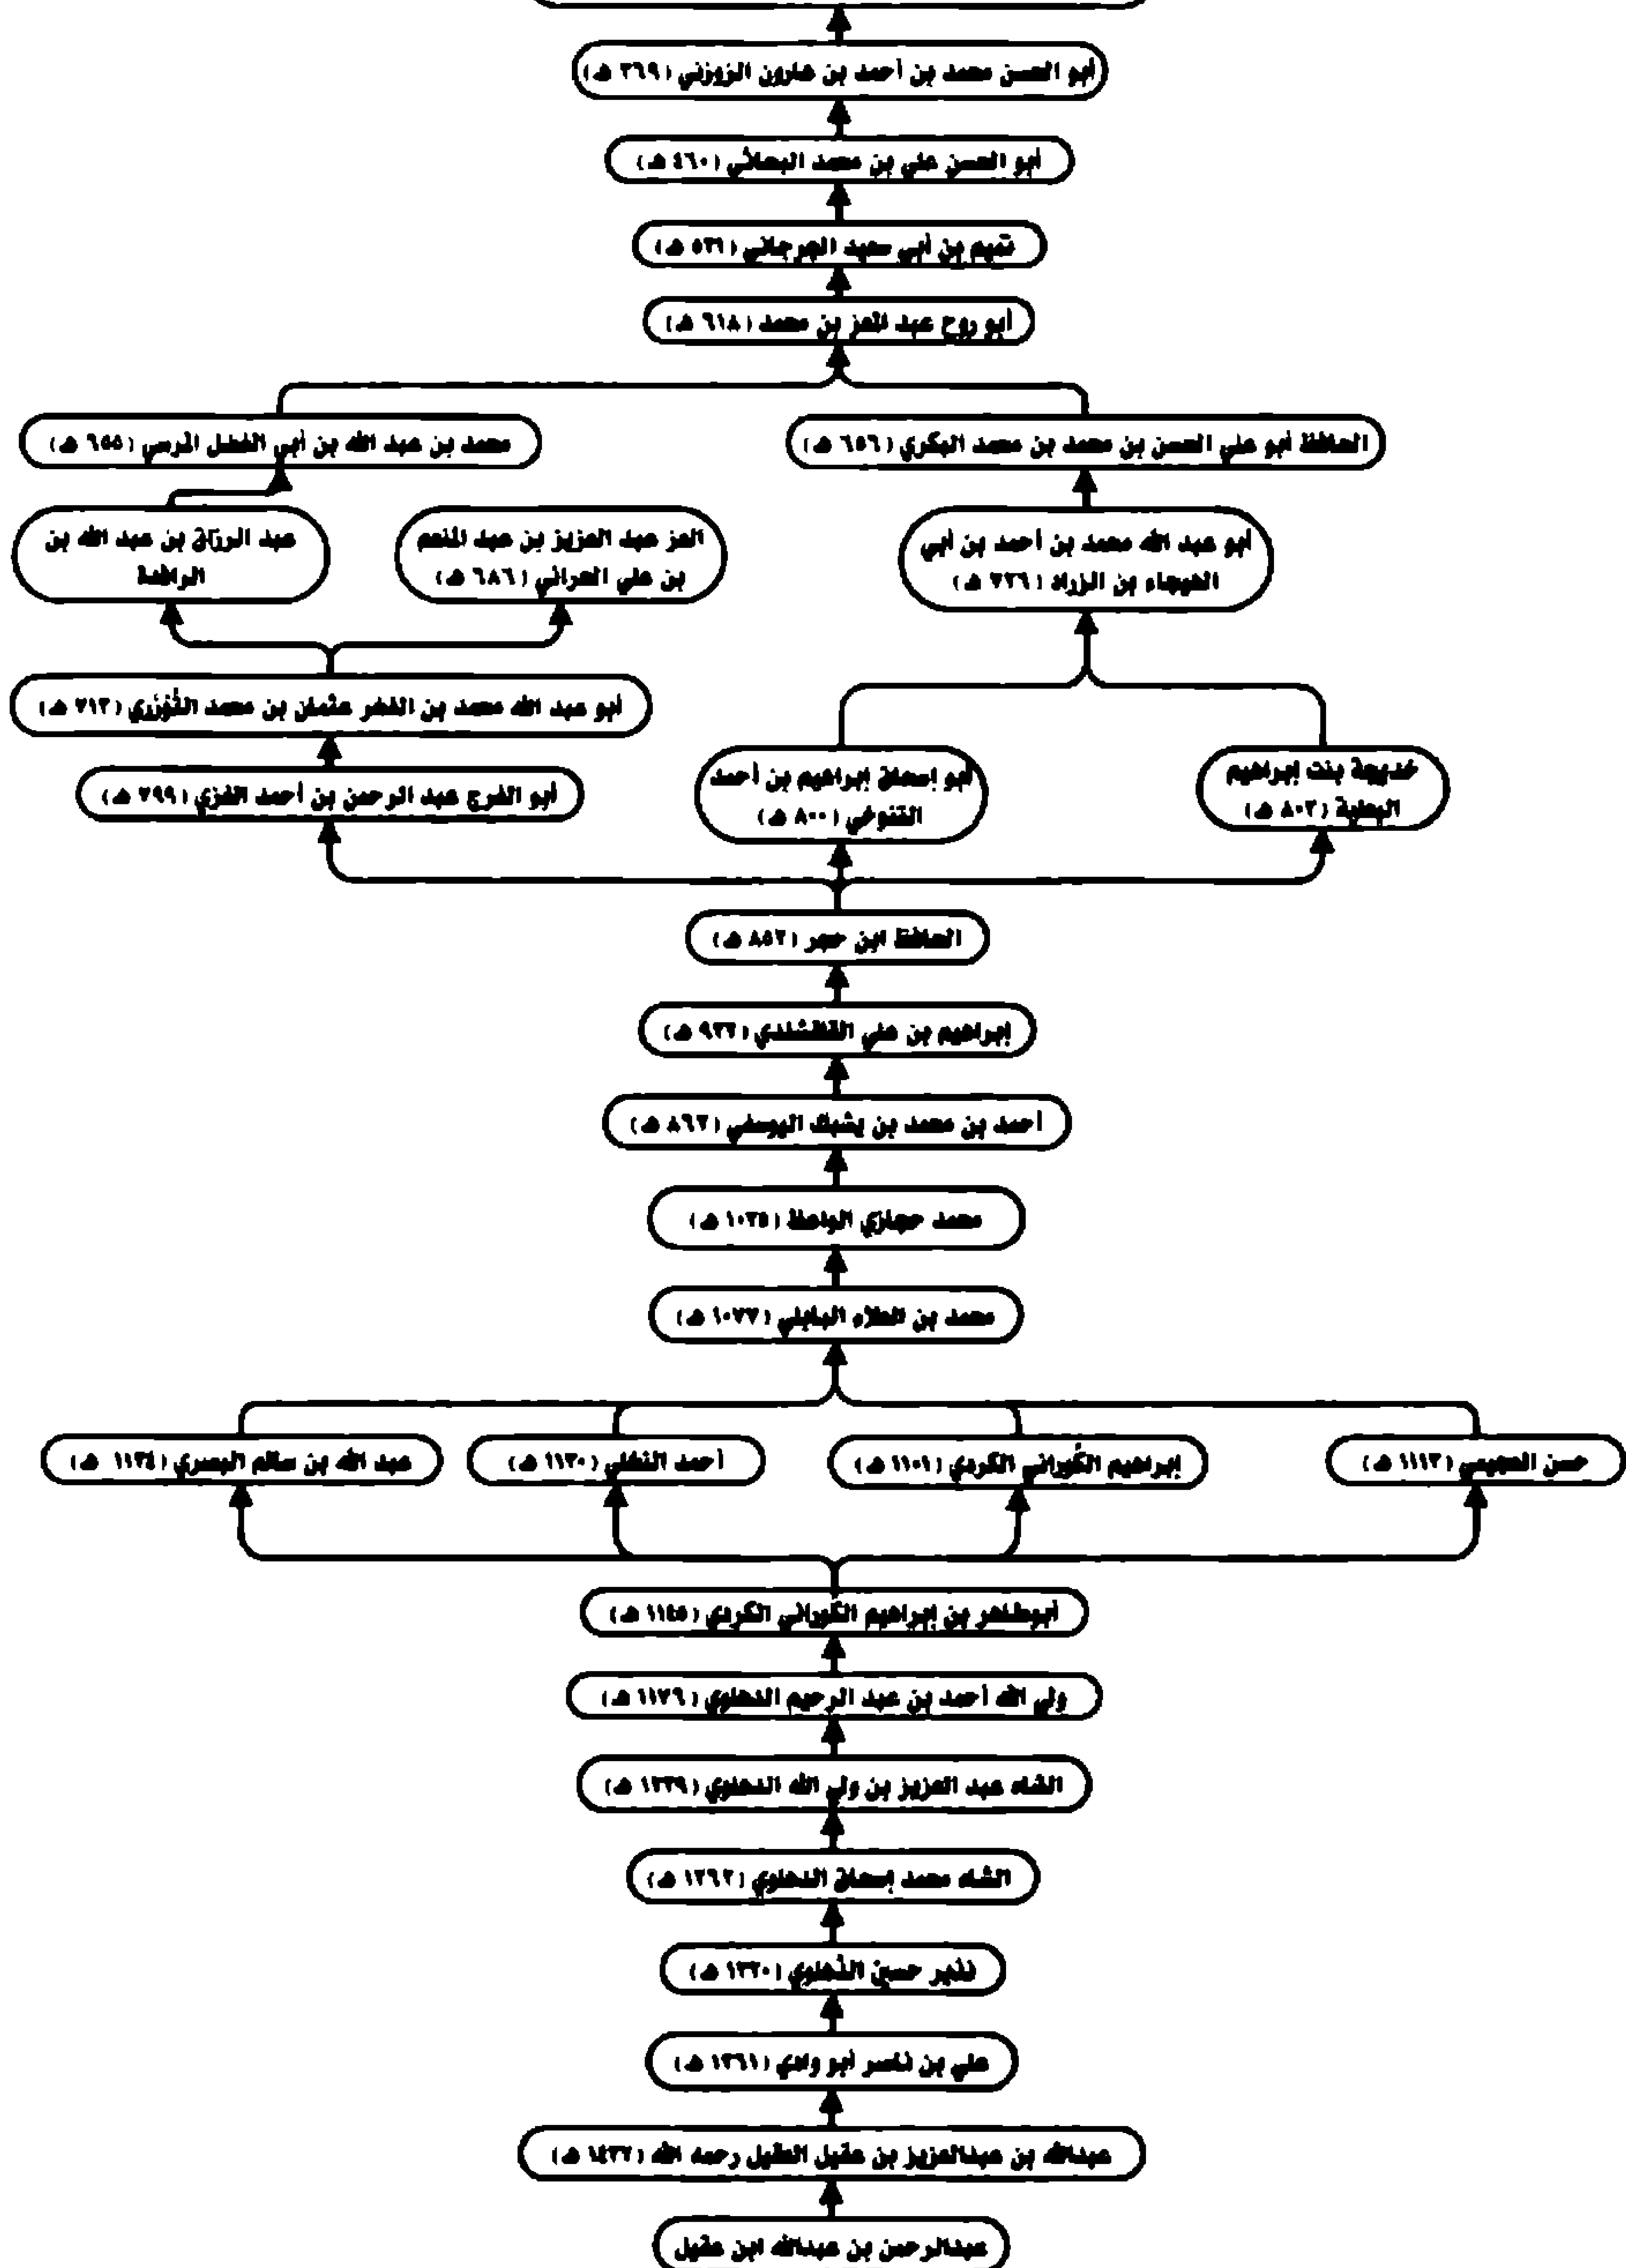 أبو الحسن محمد بن أحمد بن هارون الزوزني (٣٦٩ هـ)
أبو الحسن علي بن محمد البحاثي (٤٦٠ هـ)
تميم بن أبي سعيد الجرجاني (٥٣١ هـ)
أبو روح عبد المعز بن محمد (٦١٨ هـ)
الحافظ أبو علي الحسن بن محمد بن محمد البكري (٦٥٦ هـ)
محمد بن عبد الله بن أبي الفضل المرسي (٦٥٥ هـ)
أبو عبد الله محمد بن أحمد بن أبي
الهيجاء بن الزراد (٧٢٦ هـ)
العز عبد العزيز بن عبد المنعم
بن علي الحراني (٦٨٦ هـ)
عبد الرزاق بن عبد الله بن
أبو عبد الله محمد بن الفخر عثمان بن محمد التَّوْزَري (٧١٣ هـ)
خديجة بنت إبراهيم
البعلية (٨٠٣ هـ)
أبو إسحاق إبراهيم بن أحمد
التنوخي (٨٠٠ هـ)
أبو الفرج عبد الرحمن بن أحمد الغزي (٧٩٩ هـ)
الحافظ ابن حجر (٨٥٢ هـ)
إبراهيم بن علي القلقشندي (٩٢٢ هـ)
أحمد بن محمد بن يشبك اليوسفي (٨٦٢ هـ)
محمد حجازي الواعظ (١٠٣٥ هـ)
محمد بن العلاء البابلي (١٠٧٧ هـ)
حسن العجيمي (١١١٣ هـ)
إبراهيم الكُوراني الكردي (١١٠١ هـ)
أحمد النخلي (١١٣٠ هـ)
عبد الله بن سالم البصري (١١٣٤ هـ)
أبوطاهر بن إبراهيم الكوراني الكردي (١١٤٥ هـ)
ولي الله أحمد بن عبد الرحيم الدهلوي (١١٧٦ هـ)
الشاه عبد العزيز بن ولي الله الدهلوي (١٢٣٩ هـ)
الشاه محمد إسحاق الدهلوي (١٢٦٢ هـ)
نذير حسين الدِّهلوي (١٣٢٠ هـ)
علي بن ناصر أبو وادي (١٣٦١ هـ)
عبدالله بن عبدالعزيز بن عقيل العقيل رحمه الله (١٤٣٢ هـ)
عبدالرحمن بن عبدالله ابن عقيل